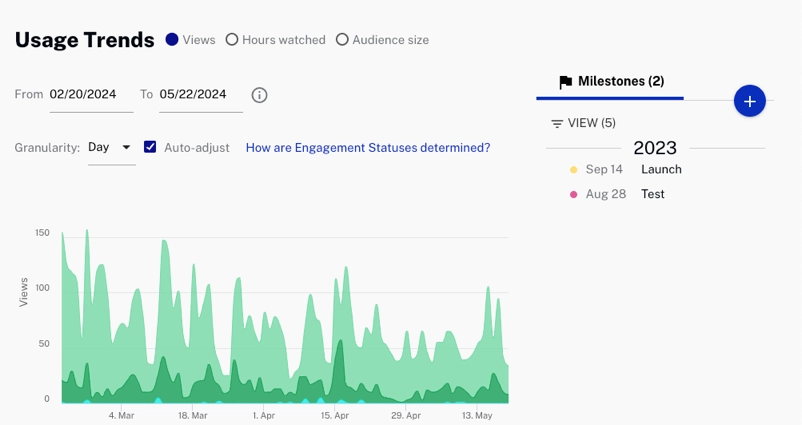 Usage Trends Views Hours watched Audience size
From 02/20/2024 To 05/22/2024
Milestones (2)
Granularity: Day Auto-adjust How are Engagement Statuses determined?
VIEW (5)
2023
Sep 14 Launch
Aug 28 Test
Views
150
100
50
0
4. Mar 18. Mar 1. Apr 15. Apr 29. Apr 13. May